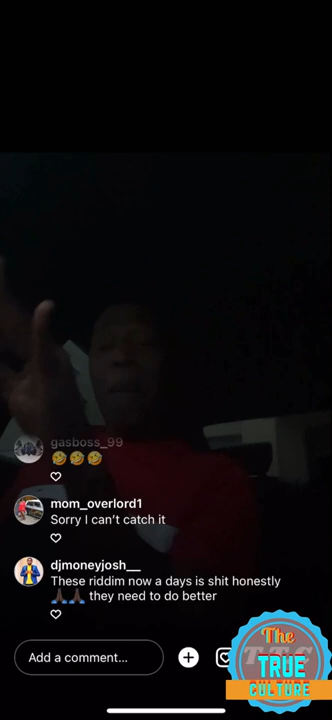 gasboss_99
🤣🤣🤣
mom_overlord1
Sorry I can't catch it
djmoneyjosh__
These riddim now a days is shit honestly
🙏🏿🙏🏿 they need to do better
Add a comment...
The
T.T.C
TRUE
CULTURE